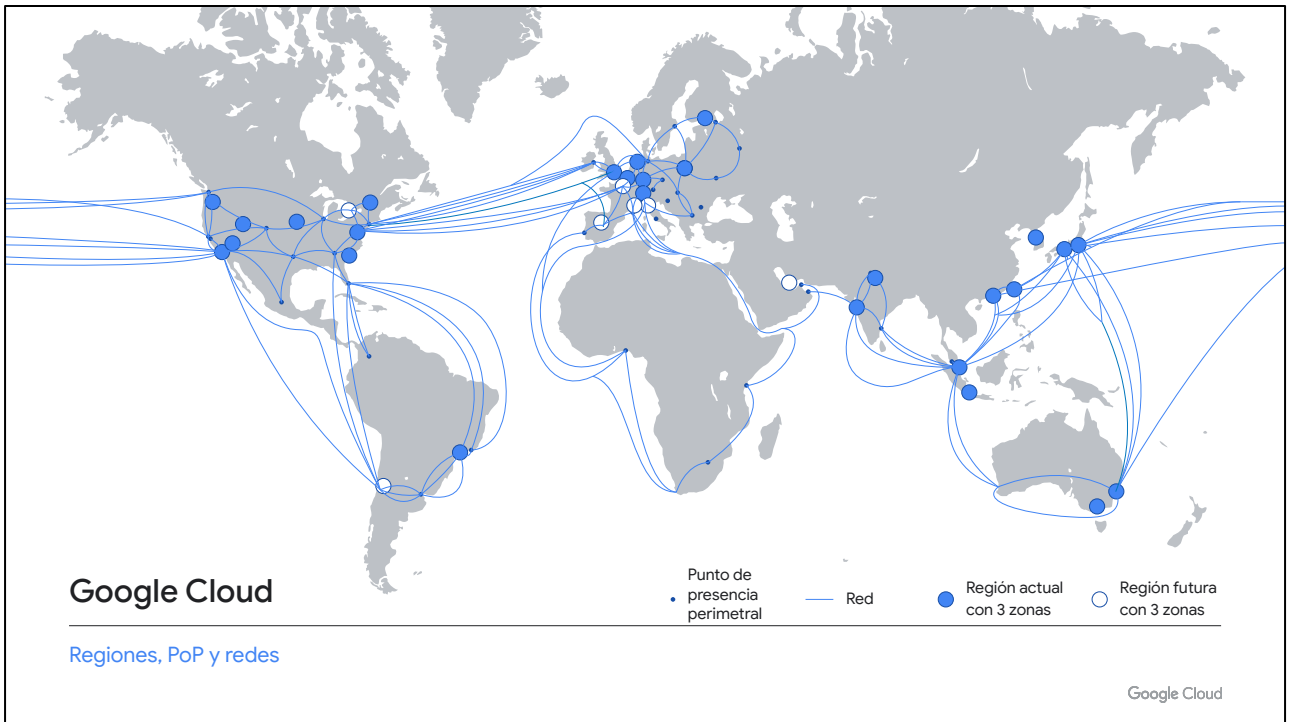 Google Cloud
Punto de
presencia
perimetral
Red
Región actual
con 3 zonas
Región futura
con 3 zonas
Regiones, PoP y redes
Google Cloud